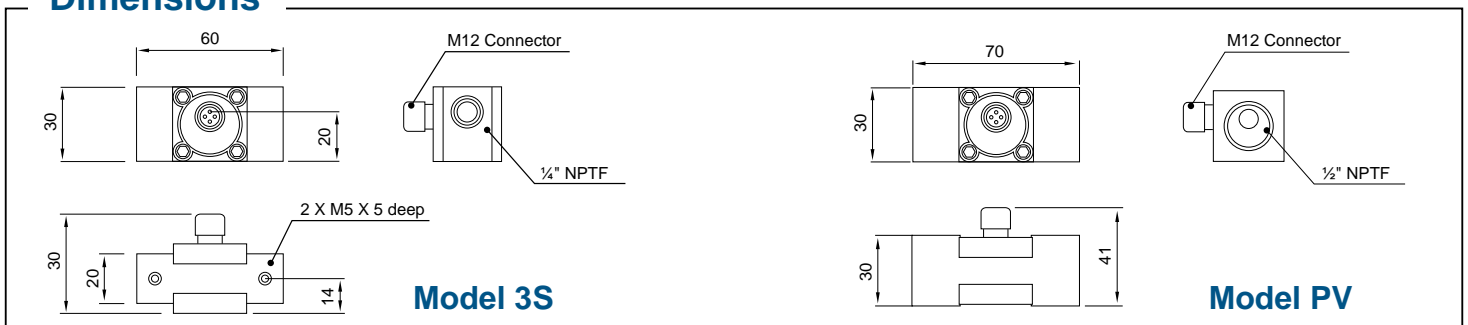 Dimensions
60
30
20
M12 Connector
¼" NPTF
2 X M5 X 5 deep
30
20
14
Model 3S
70
30
M12 Connector
½" NPTF
30
41
Model PV